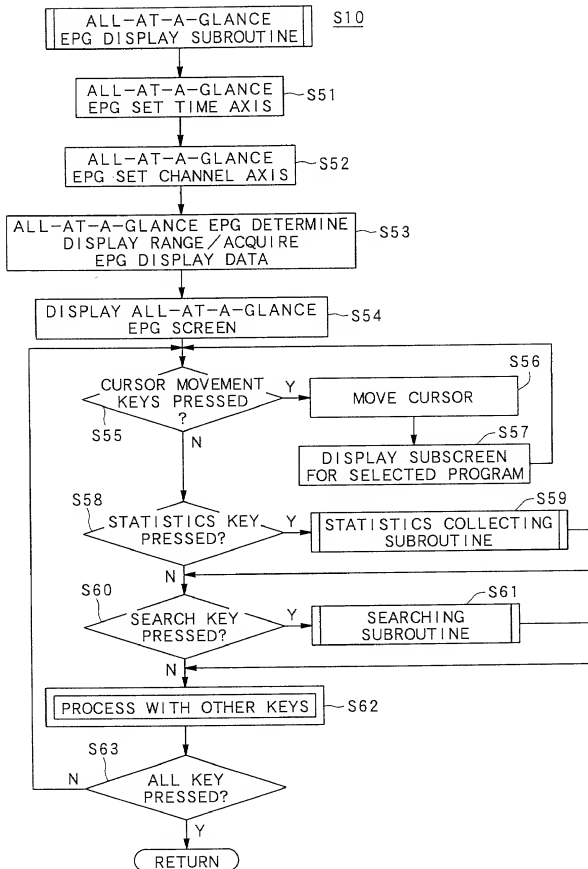 ALL-AT-A-GLANCE
EPG DISPLAY SUBROUTINE
S10
ALL-AT-A-GLANCE
EPG SET TIME AXIS
S51
ALL-AT-A-GLANCE
EPG SET CHANNEL AXIS
S52
ALL-AT-A-GLANCE EPG DETERMINE
DISPLAY RANGE/ACQUIRE
EPG DISPLAY DATA
S53
DISPLAY ALL-AT-A-GLANCE
EPG SCREEN
S54
CURSOR MOVEMENT
KEYS PRESSED
?
S55
Y
N
MOVE CURSOR
S56
DISPLAY SUBSCREEN
FOR SELECTED PROGRAM
S57
S58
STATISTICS KEY
PRESSED?
Y
N
STATISTICS COLLECTING
SUBROUTINE
S59
S60
SEARCH KEY
PRESSED?
Y
N
SEARCHING
SUBROUTINE
S61
PROCESS WITH OTHER KEYS
S62
S63
ALL KEY
PRESSED?
N
Y
RETURN